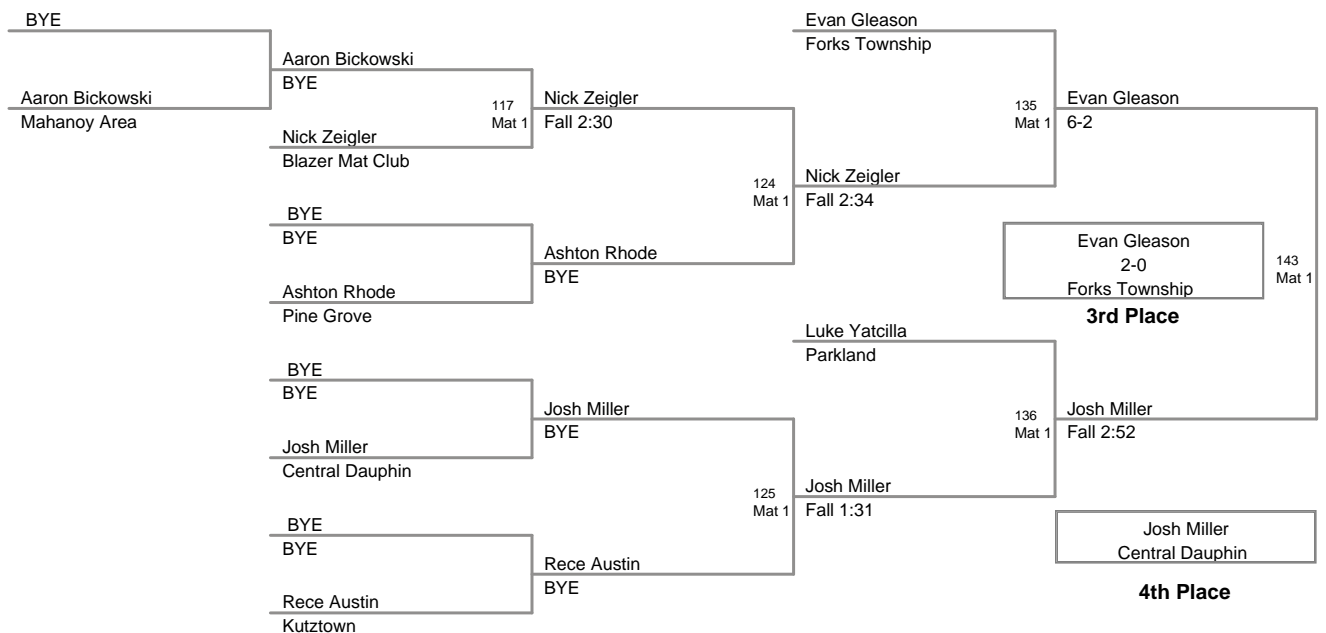 BYE
Evan Gleason
Forks Township
Aaron Bickowski
BYE
Aaron Bickowski
Mahanoy Area
117
Mat 1
Nick Zeigler
Fall 2:30
135
Mat 1
Evan Gleason
6-2
Nick Zeigler
Blazer Mat Club
124
Mat 1
Nick Zeigler
Fall 2:34
BYE
BYE
Ashton Rhode
BYE
Evan Gleason
2-0
Forks Township
143
Mat 1
Ashton Rhode
Pine Grove
3rd Place
Luke Yatcilla
Parkland
BYE
BYE
Josh Miller
BYE
136
Mat 1
Josh Miller
Fall 2:52
Josh Miller
Central Dauphin
125
Mat 1
Josh Miller
Fall 1:31
BYE
BYE
Josh Miller
Central Dauphin
Rece Austin
BYE
4th Place
Rece Austin
Kutztown